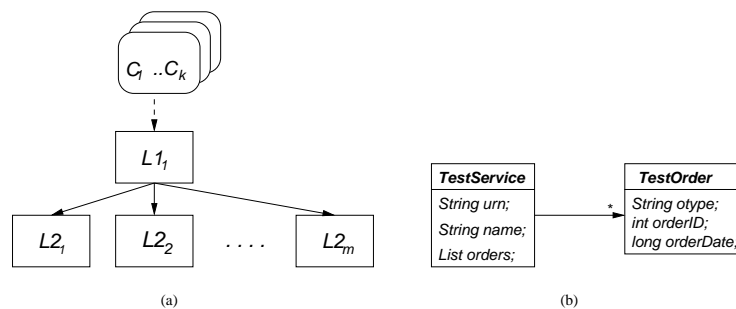 C1 ..Ck
L11
L21
L22
. . . .
L2m
(a)
TestService
String urn;
String name;
List orders;
*
TestOrder
String otype;
int orderID;
long orderDate;
(b)